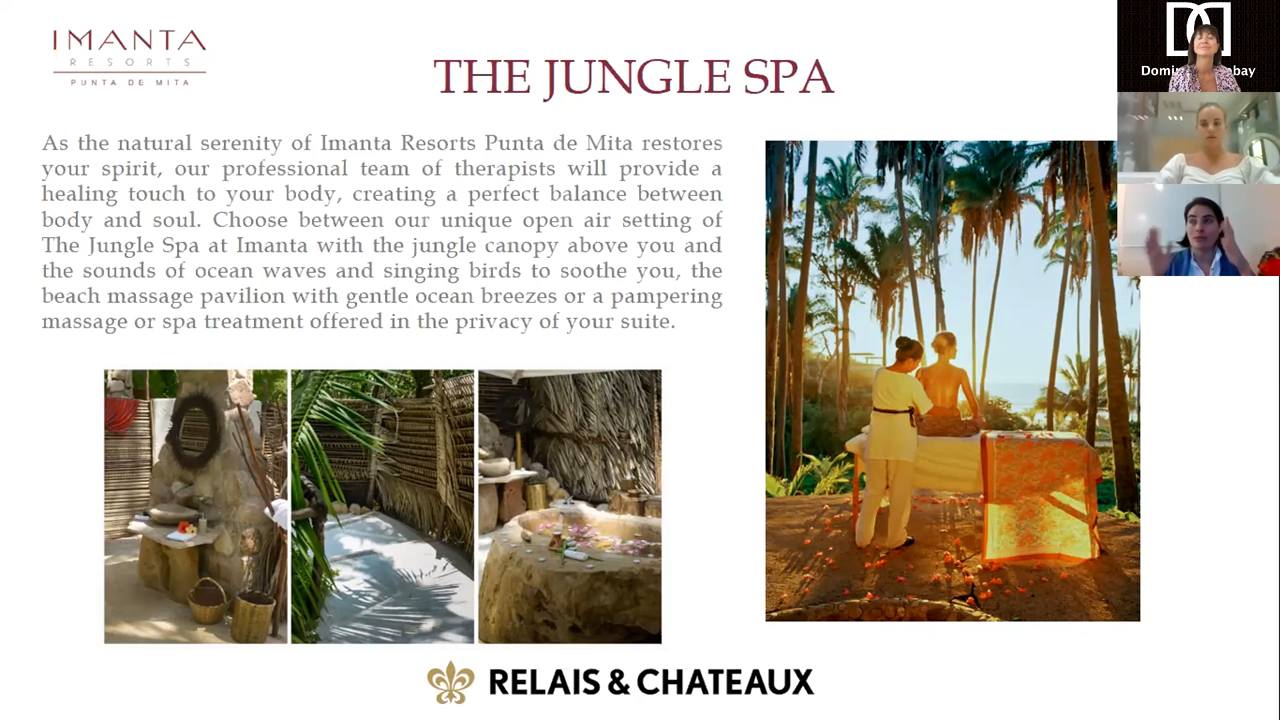 IMANTA
RESORTS
PUNTA DE MITA
THE JUNGLE SPA
As the natural serenity of Imanta Resorts Punta de Mita restores
your spirit, our professional team of therapists will provide a
healing touch to your body, creating a perfect balance between
body and soul. Choose between our unique open air setting of
The Jungle Spa at Imanta with the jungle canopy above you and
the sounds of ocean waves and singing birds to soothe you, the
beach massage pavilion with gentle ocean breezes or a pampering
massage or spa treatment offered in the privacy of your suite.
RELAIS & CHATEAUX